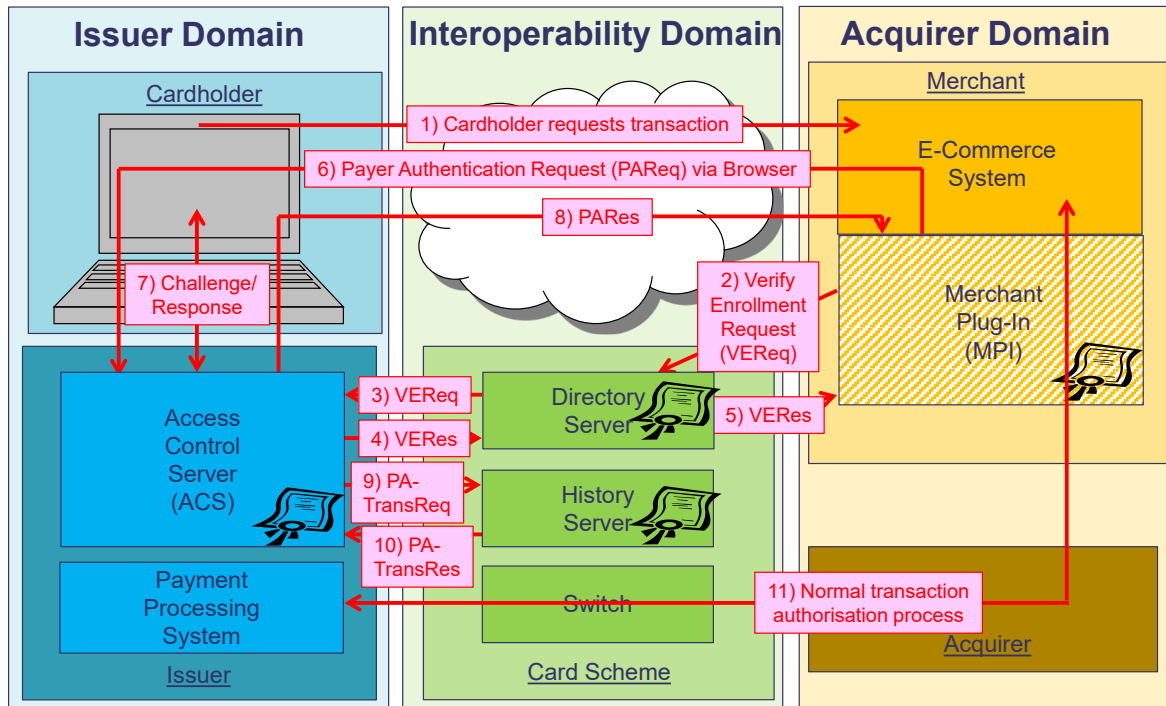 Issuer Domain
Interoperability Domain
Acquirer Domain
Cardholder
Merchant
1) Cardholder requests transaction
E-Commerce
System
6) Payer Authentication Request (PAReq) via Browser
8) PARes
7) Challenge/
Response
2) Verify
Enrollment
Request
(VEReq)
Merchant
Plug-In
(MPI)
Access
Control
Server
(ACS)
3) VEReq
Directory
Server
5) VERes
4) VERes
9) PA-
TransReq
History
Server
10) PA-
TransRes
Payment
Processing
System
Switch
11) Normal transaction
authorisation process
Issuer
Card Scheme
Acquirer